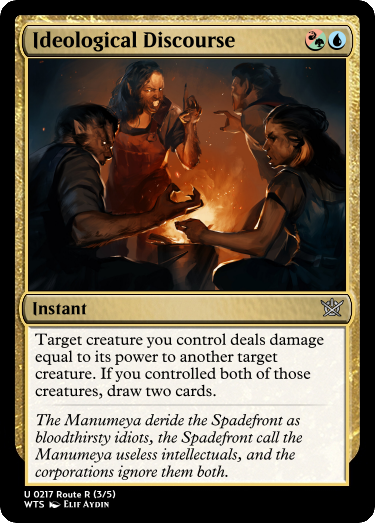 Ideological Discourse
Instant
Target creature you control deals damage
equal to its power to another target
creature. If you controlled both of those
creatures, draw two cards.
The Manumeya deride the Spadefront as
bloodthirsty idiots, the Spadefront call the
Manumeya useless intellectuals, and the
corporations ignore them both.
U 0217 Route R (3/5)
WTS Elif Aydin